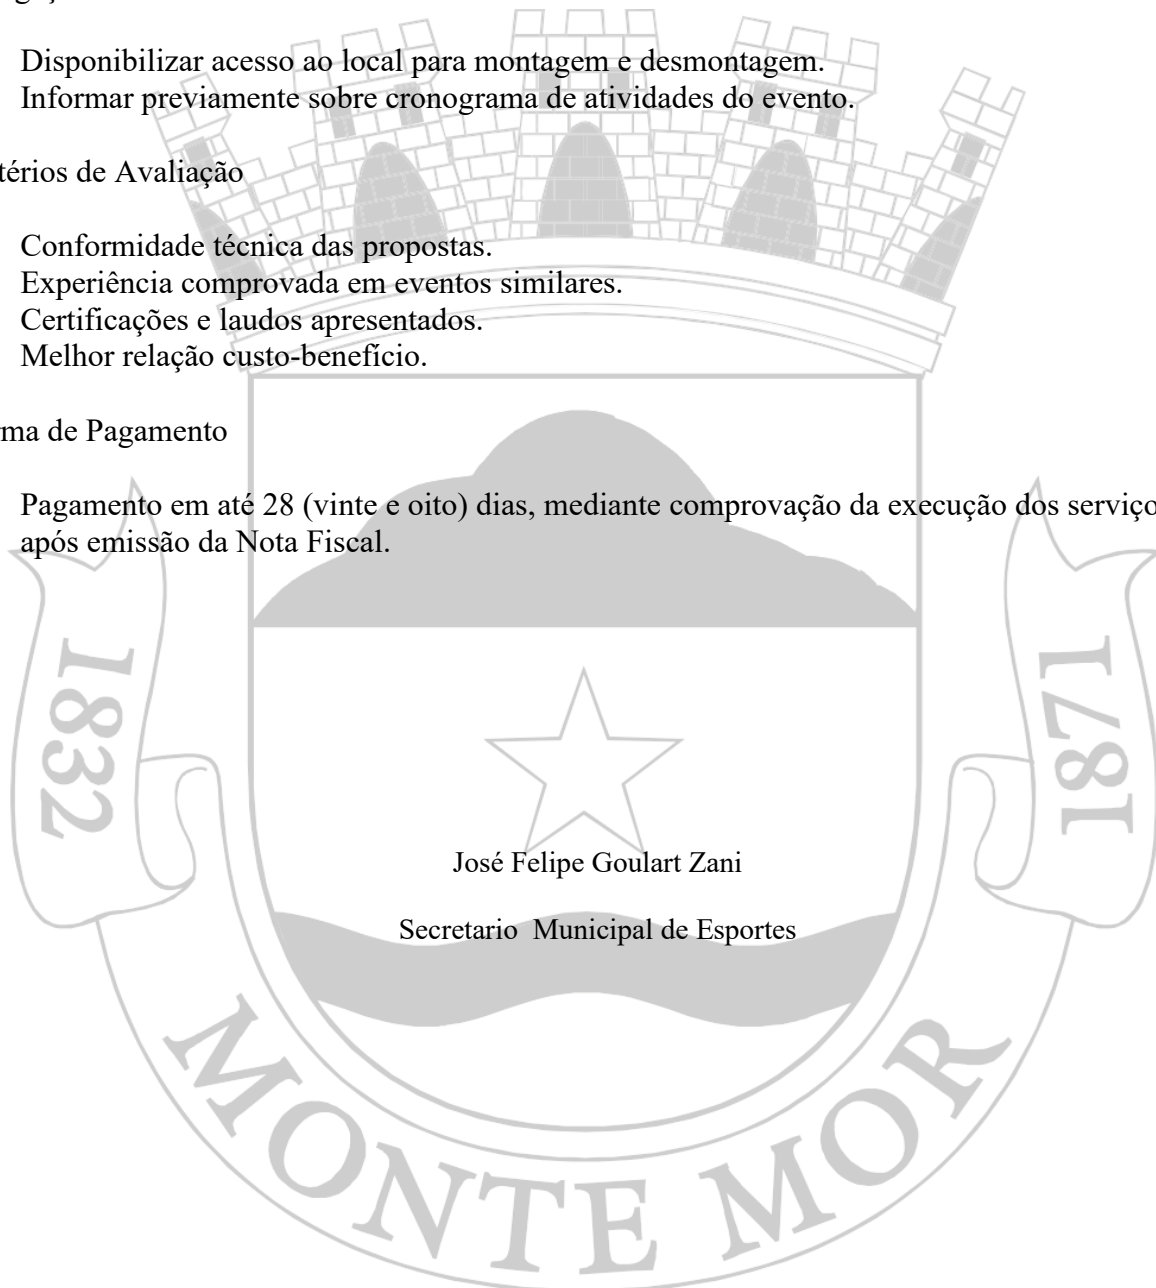 Disponibilizar acesso ao local para montagem e desmontagem.
Informar previamente sobre cronograma de atividades do evento.
térios de Avaliação
Conformidade técnica das propostas.
Experiência comprovada em eventos similares.
Certificações e laudos apresentados.
Melhor relação custo-benefício.
rma de Pagamento
Pagamento em até 28 (vinte e oito) dias, mediante comprovação da execução dos serviço
após emissão da Nota Fiscal.
1832
1871
José Felipe Goulart Zani
Secretario  Municipal de Esportes
MONTE MOR